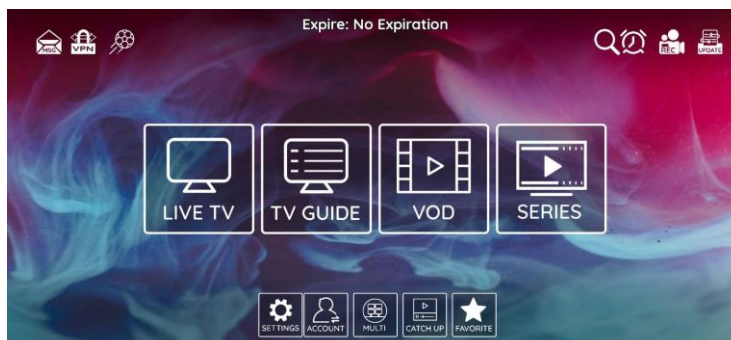 Expire: No Expiration
MSG
VPN
REC
UPDATE
LIVE TV
TV GUIDE
VOD
SERIES
SETTINGS
ACCOUNT
MULTI
CATCH UP
FAVORITE